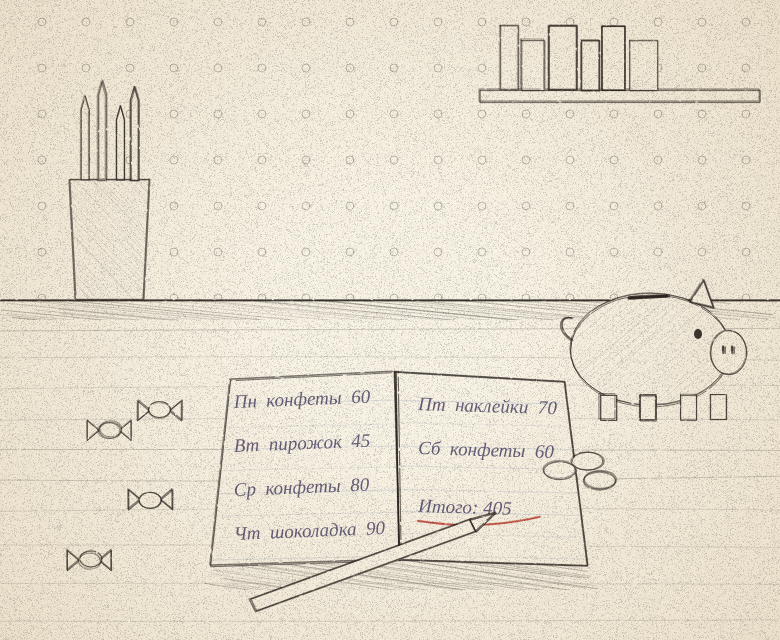 Пн конфеты 60
Вт пирожок 45
Ср конфеты 80
Чт шоколадка 90
Пт наклейки 70
Сб конфеты 60
Итого: 405